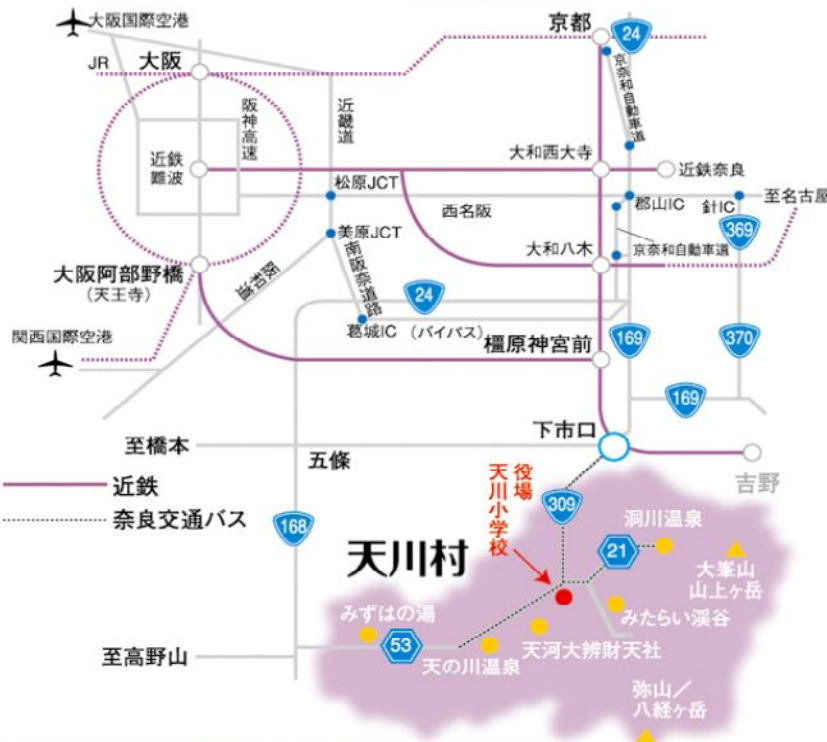 大阪国際空港
京都
24
JR
大阪
京奈和自動車道
阪神高速
近畿道
近鉄
難波
大和西大寺
近鉄奈良
松原JCT
西名阪
郡山IC
針IC
至名古屋
美原JCT
大和八木
京奈和自動車道
369
大阪阿部野橋
(天王寺)
阪和道
南阪奈道路
24
関西国際空港
葛城IC (バイパス)
橿原神宮前
169
370
169
至橋本
五條
下市口
吉野
近鉄
奈良交通バス
168
役場
天川小学校
309
天川村
21
洞川温泉
大峯山
山上ヶ岳
みずはの湯
みたらい渓谷
53
天の川温泉
天河大辨財天社
至高野山
弥山/
八経ヶ岳